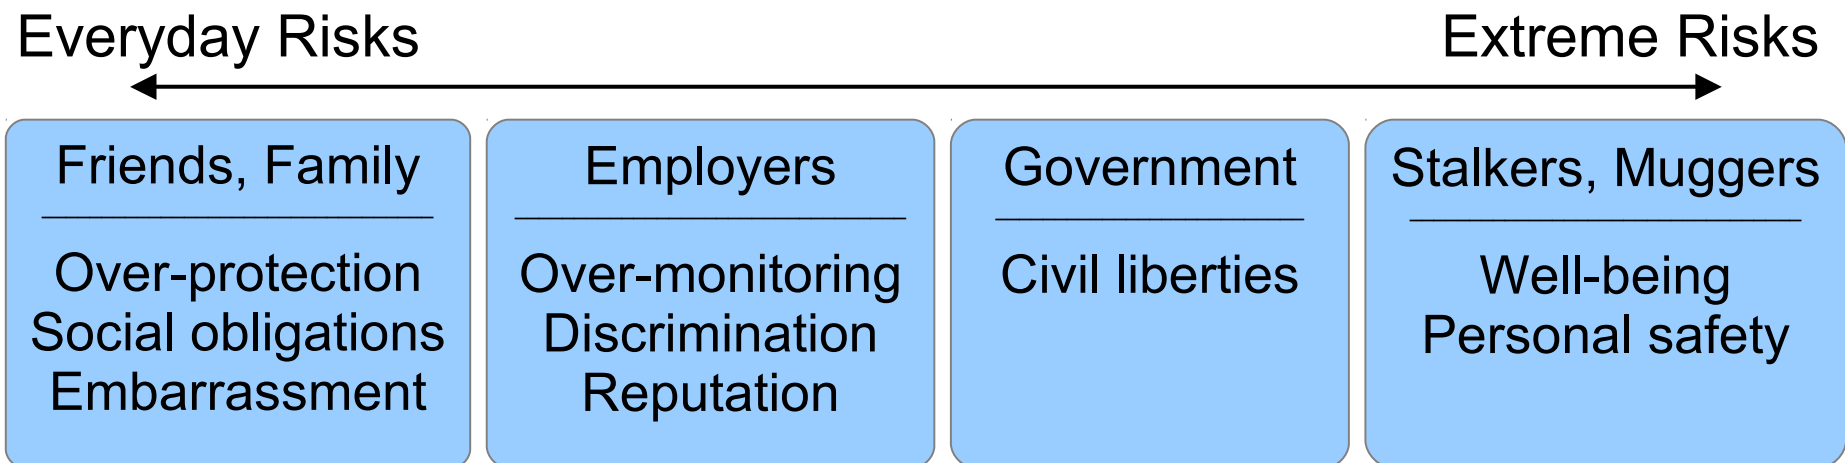 Everyday Risks
Extreme Risks
Friends, Family
Over-protection
Social obligations
Embarrassment
Employers
Over-monitoring
Discrimination
Reputation
Government
Civil liberties
Stalkers, Muggers
Well-being
Personal safety